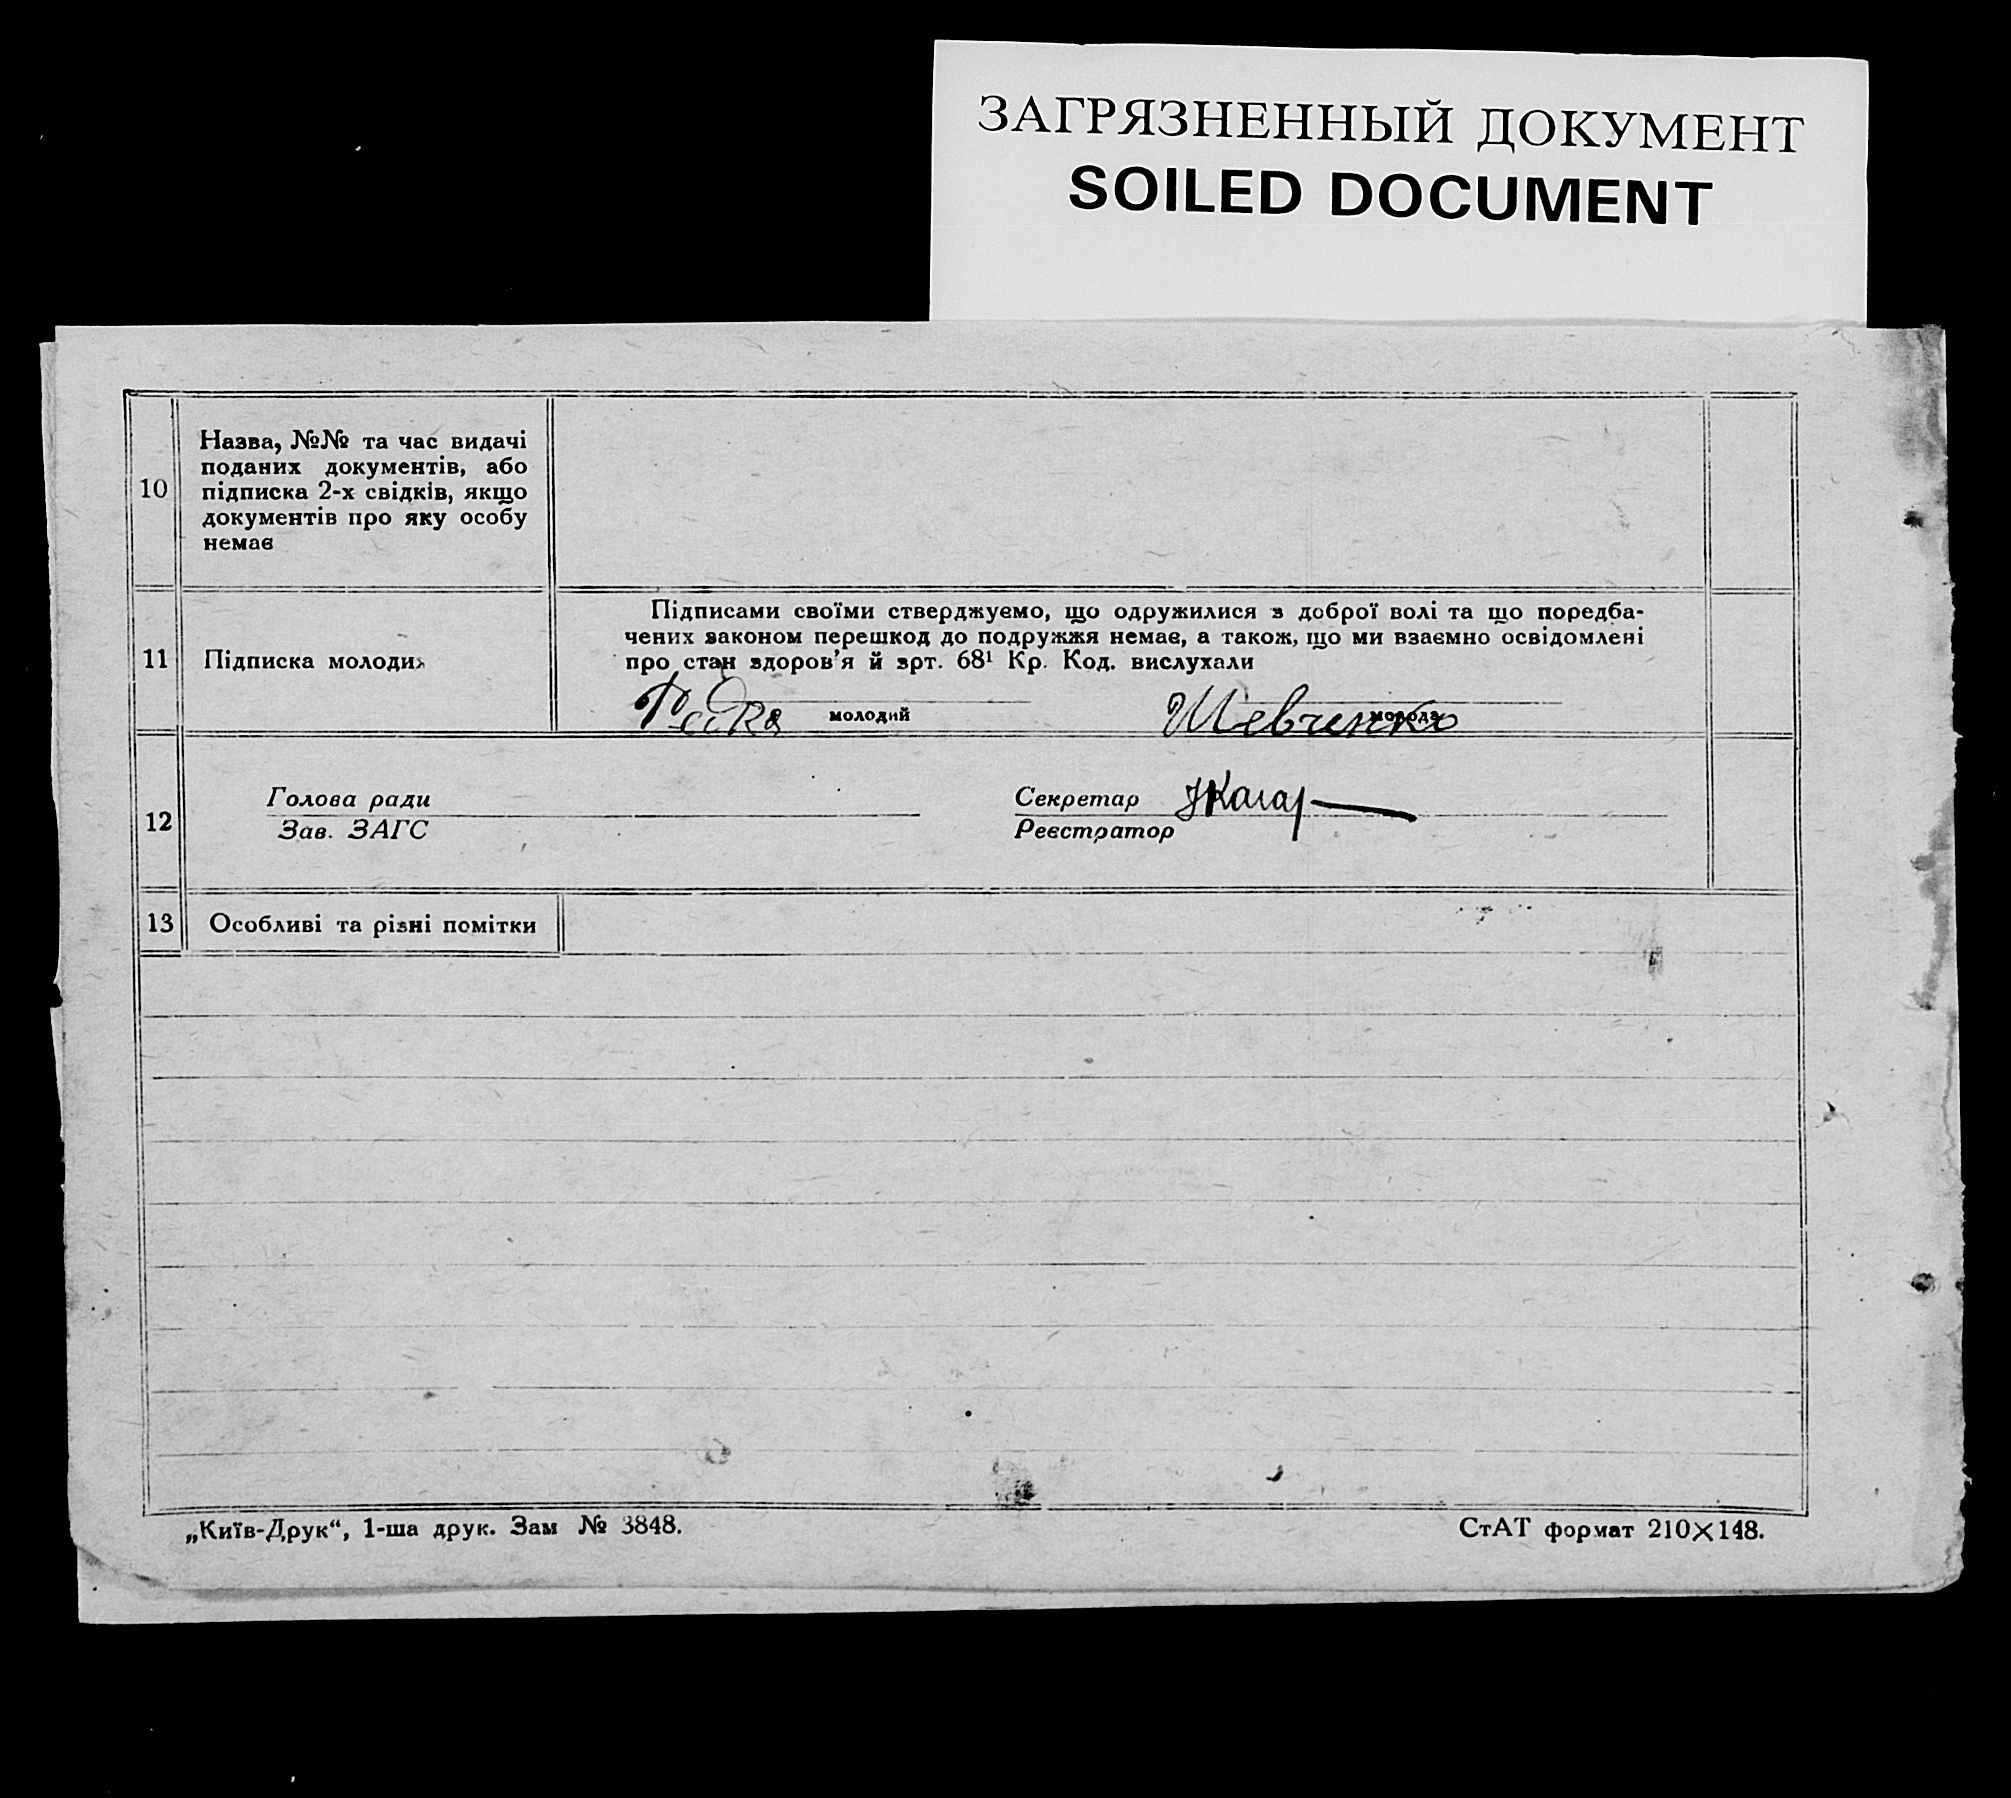 ЗАГРЯЗНЕННЫЙ ДОКУМЕНТ
SOILED DOCUMENT
10
Назва, №№ та час видачі
поданих документів, або
підписка 2-х свідків, якщо
документів про яку особу
немає
11
Підписка молодих
Підписами своїми стверджуємо, що одружилися з доброї волі та що поредба-
чених законом перешкод до подружжя немає, а також, що ми взаємно освідомлені
про стан здоров'я й зрт. 68¹ Кр. Код. вислухали
молодий
Шевченко
молода
12
Голова ради
Зав. ЗАГС
Секретар
Реєстратор
13
Особливі та різні помітки
„Київ-Друк“, 1-ша друк. Зам № 3848.
СтАТ формат 210×148.